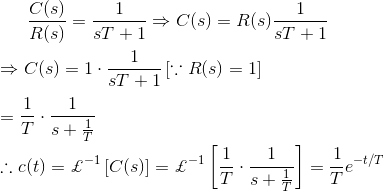 C(s)/R(s) = 1/(sT + 1) ⇒ C(s) = R(s) 1/(sT + 1)
⇒ C(s) = 1 · 1/(sT + 1) [∵ R(s) = 1]
= 1/T · 1/(s + 1/T)
∴ c(t) = £⁻¹ [C(s)] = £⁻¹ [1/T · 1/(s + 1/T)] = 1/T e^(−t/T)